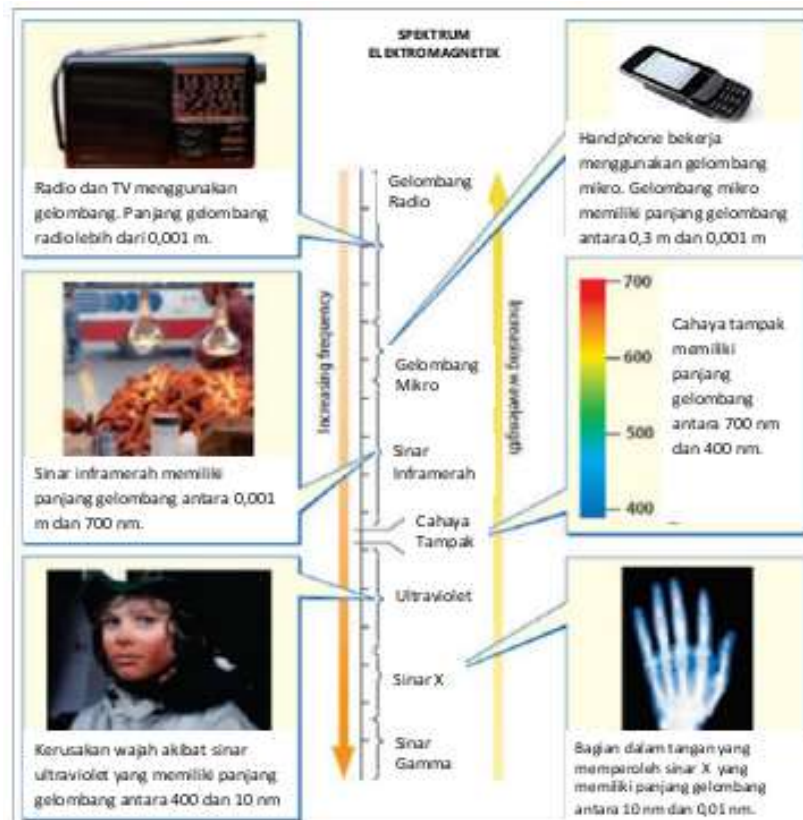 SPEKTRUM
ELEKTROMAGNETIK
Radio dan TV menggunakan
gelombang. Panjang gelombang
radio lebih dari 0,001 m.
Handphone bekerja
menggunakan gelombang
mikro. Gelombang mikro
memiliki panjang gelombang
antara 0,3 m dan 0,001 m
Gelombang
Radio
Increasing frequency
Increasing wavelength
Gelombang
Mikro
Sinar
Inframerah
Cahaya
Tampak
Ultraviolet
Sinar X
Sinar
Gamma
Sinar inframerah memiliki
panjang gelombang antara 0,001
m dan 700 nm.
700
600
500
400
Cahaya tampak
memiliki
panjang
gelombang
antara 700 nm
dan 400 nm.
Kerusakan wajah akibat sinar
ultraviolet yang memiliki panjang
gelombang antara 400 dan 10 nm
Bagian dalam tangan yang
memperoleh sinar X yang
memiliki panjang gelombang
antara 10 nm dan 0,01 nm.